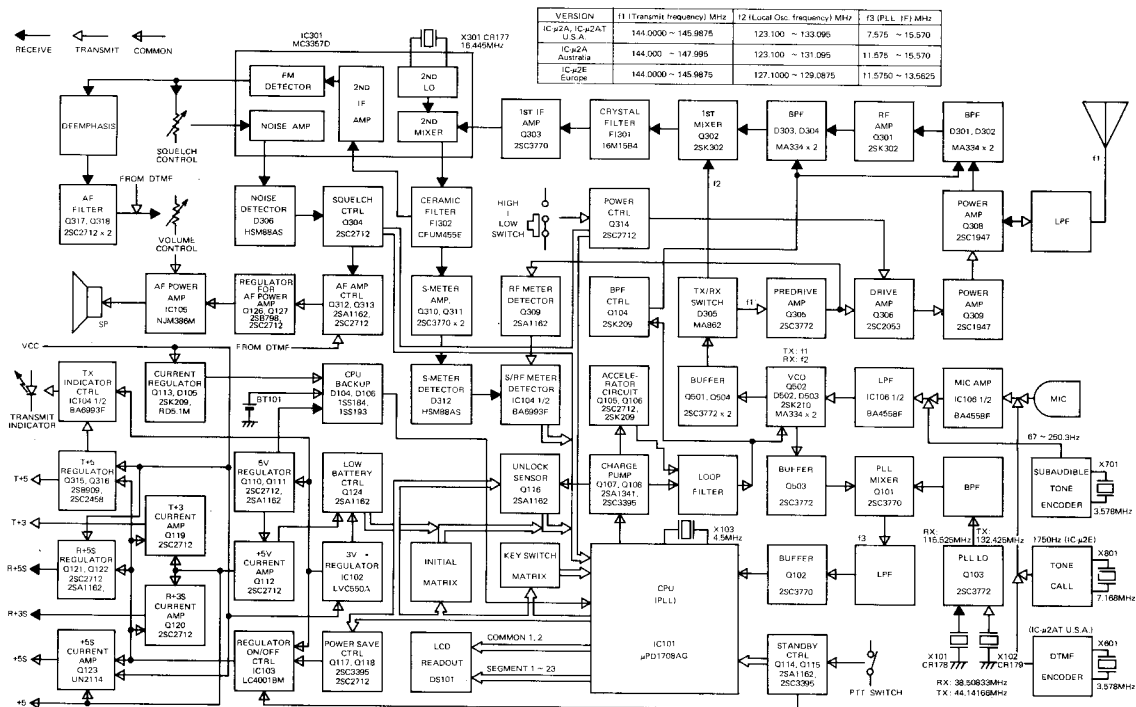 VERSION f1 (Transmit frequency) MHz f2 (Local Osc. frequency) MHz f3 (PLL IF) MHz
IC-µ2A, IC-µ2AT U.S.A. 144.0000 ~ 145.9875 123.100 ~ 133.095 7.575 ~ 15.570
IC-µ2A Australia 144.000 ~ 147.995 123.100 ~ 131.095 11.575 ~ 15.570
IC-µ2E Europe 144.0000 ~ 145.9875 127.1000 ~ 129.0875 11.5750 ~ 13.5625
RECEIVE
TRANSMIT
COMMON
IC301
MC3357D
X301 CR177
16.445MHz
FM
DETECTOR
2ND
IF
AMP
2ND
LO
NOISE AMP
2ND
MIXER
DEEMPHASIS
SQUELCH
CONTROL
1ST IF
AMP
Q303
2SC3770
CRYSTAL
FILTER
FI301
16M15B4
1ST
MIXER
Q302
2SK302
BPF
D303, D304
MA334 x 2
RF
AMP
Q301
2SK302
BPF
D301, D302
MA334 x 2
f1
FROM DTMF
AF
FILTER
Q317, Q318
2SC2712 x 2
VOLUME
CONTROL
NOISE
DETECTOR
D306
HSM88AS
SQUELCH
CTRL
Q304
2SC2712
CERAMIC
FILTER
FI302
CFUM455E
HIGH
LOW
SWITCH
POWER
CTRL
Q314
2SC2712
f2
POWER
AMP
Q308
2SC1947
LPF
SP
AF POWER
AMP
IC105
NJM386M
REGULATOR
FOR
AF POWER
AMP
Q126, Q127
2SB798,
2SC2712
AF AMP
CTRL
Q312, Q313
2SA1162,
2SC2712
FROM DTMF
S-METER
AMP,
Q310, Q311
2SC3770 x 2
RF METER
DETECTOR
Q309
2SA1162
BPF
CTRL
Q104
2SK209
TX/RX
SWITCH
D305
MA862
f1
PREDRIVE
AMP
Q305
2SC3772
DRIVE
AMP
Q306
2SC2053
POWER
AMP
Q309
2SC1947
TX: f1
RX: f2
VCC
TX
INDICATOR
CTRL
IC104 1/2
BA6993F
TRANSMIT
INDICATOR
CURRENT
REGULATOR
Q113, D105
2SK209,
RD5.1M
BT101
CPU
BACKUP
D104, D106
1SS184,
1SS193
S-METER
DETECTOR
D312
HSM88AS
S/RF METER
DETECTOR
IC104 1/2
BA6993F
ACCELE-
RATOR
CIRCUIT
Q105, Q106
2SC2712,
2SK209
BUFFER
Q501, Q504
2SC3772 x 2
VCO
Q502
D502, D503
2SK210
MA334 x 2
LPF
IC106 1/2
BA4558F
MIC AMP
IC106 1/2
BA4558F
MIC
67 ~ 250.3Hz
T+5
T+5
REGULATOR
Q315, Q316
2SB909,
2SC2458
5V
REGULATOR
Q110, Q111
2SC2712,
2SA1162
LOW
BATTERY
CTRL
Q124
2SA1162
UNLOCK
SENSOR
Q116
2SA1162
CHARGE
PUMP
Q107, Q108
2SA1341,
2SC3395
LOOP
FILTER
BUFFER
Q503
2SC3772
PLL
MIXER
Q101
2SC3770
BPF
SUBAUDIBLE
TONE
ENCODER
X701
3.578MHz
T+3
T+3
CURRENT
AMP
Q119
2SC2712
R+5S
R+5S
REGULATOR
Q121, Q122
2SC2712
2SA1162,
+5V
CURRENT
AMP
Q112
2SC2712
3V
REGULATOR
IC102
LVC550A
INITIAL
MATRIX
KEY SWITCH
MATRIX
X103
4.5MHz
CPU
(PLL)
IC101
µPD1708AG
BUFFER
Q102
2SC3770
f3
LPF
RX:
116.525MHz
TX:
132.425MHz
PLL LO
Q103
2SC3772
1750Hz (IC-µ2E)
TONE
CALL
X801
7.168MHz
R+3S
R+3S
CURRENT
AMP
Q120
2SC2712
+5S
+5S
CURRENT
AMP
Q123
UN2114
+5
REGULATOR
ON/OFF
CTRL
IC103
LC4001BM
POWER SAVE
CTRL
Q117, Q118
2SC3395
2SC2712
LCD
READOUT
DS101
COMMON 1, 2
SEGMENT 1 ~ 23
STANDBY
CTRL
Q114, Q115
2SA1162,
2SC3395
PTT SWITCH
X101
CR178
X102
CR179
RX: 38.50833MHz
TX: 44.14166MHz
(IC-µ2AT U.S.A.)
DTMF
ENCODER
X601
3.578MHz